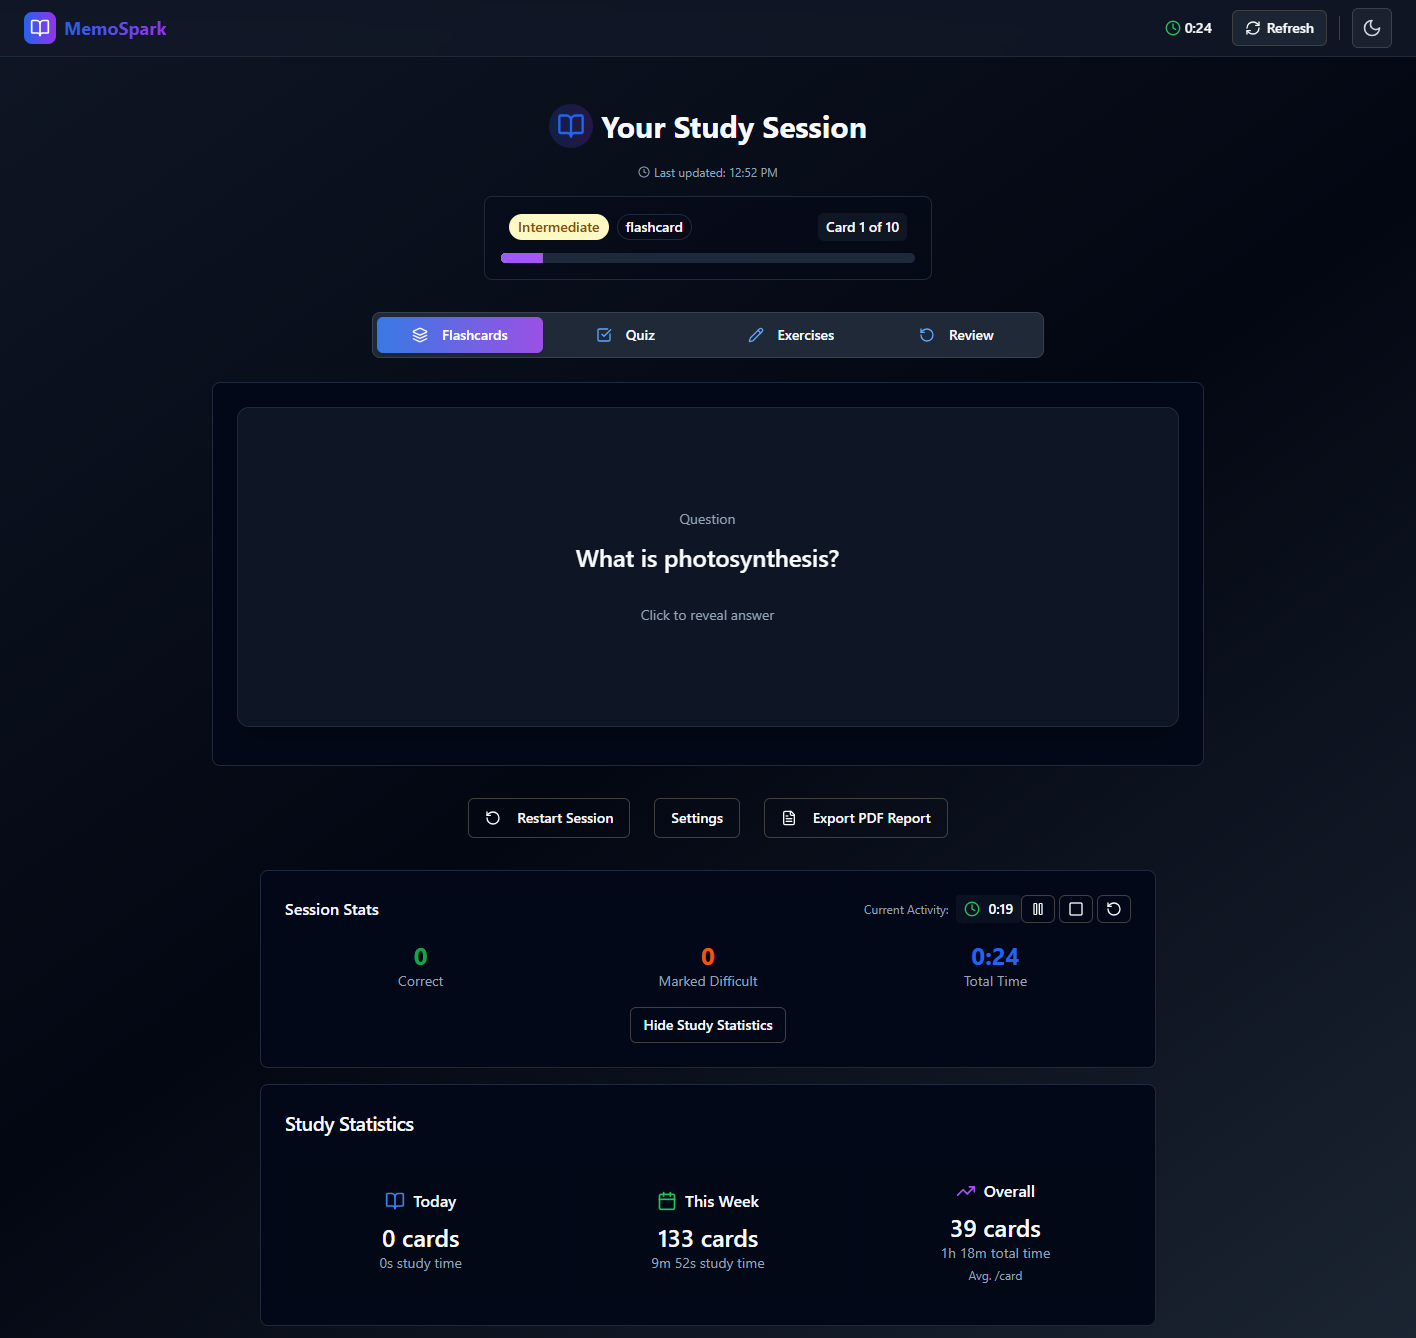 MemoSpark
0:24
Refresh
Your Study Session
Last updated: 12:52 PM
Intermediate
flashcard
Card 1 of 10
Flashcards
Quiz
Exercises
Review
Question
What is photosynthesis?
Click to reveal answer
Restart Session
Settings
Export PDF Report
Session Stats
Current Activity:
0:19
0
Correct
0
Marked Difficult
0:24
Total Time
Hide Study Statistics
Study Statistics
Today
0 cards
0s study time
This Week
133 cards
9m 52s study time
Overall
39 cards
1h 18m total time
Avg. /card